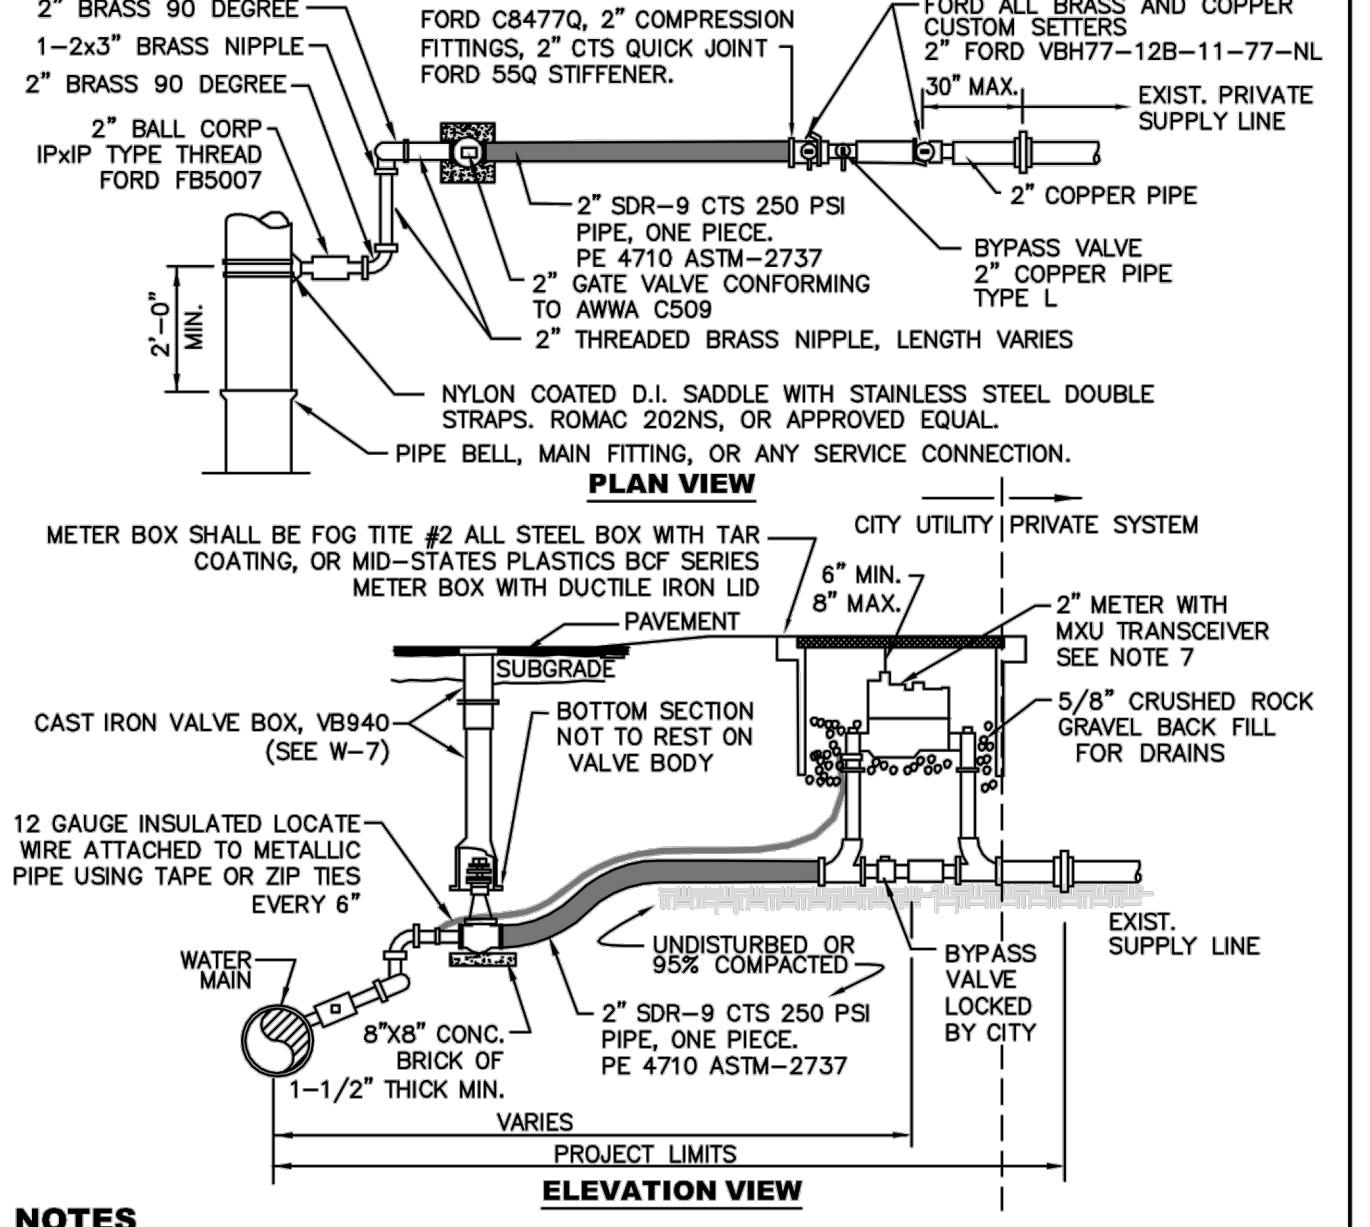 2" BRASS 90 DEGREE
1-2x3" BRASS NIPPLE
2" BRASS 90 DEGREE
2" BALL CORP
IPxIP TYPE THREAD
FORD FB5007
FORD C8477Q, 2" COMPRESSION
FITTINGS, 2" CTS QUICK JOINT
FORD 55Q STIFFENER.
FORD ALL BRASS AND COPPER
CUSTOM SETTERS
2" FORD VBH77-12B-11-77-NL
30" MAX.
EXIST. PRIVATE
SUPPLY LINE
2" COPPER PIPE
2" SDR-9 CTS 250 PSI
PIPE, ONE PIECE.
PE 4710 ASTM-2737
BYPASS VALVE
2" COPPER PIPE
TYPE L
2" GATE VALVE CONFORMING
TO AWWA C509
2" THREADED BRASS NIPPLE, LENGTH VARIES
2'-0"
MIN.
NYLON COATED D.I. SADDLE WITH STAINLESS STEEL DOUBLE
STRAPS. ROMAC 202NS, OR APPROVED EQUAL.
PIPE BELL, MAIN FITTING, OR ANY SERVICE CONNECTION.
PLAN VIEW
CITY UTILITY PRIVATE SYSTEM
METER BOX SHALL BE FOG TITE #2 ALL STEEL BOX WITH TAR
COATING, OR MID-STATES PLASTICS BCF SERIES
METER BOX WITH DUCTILE IRON LID
6" MIN.
8" MAX.
2" METER WITH
MXU TRANSCEIVER
SEE NOTE 7
PAVEMENT
SUBGRADE
5/8" CRUSHED ROCK
GRAVEL BACK FILL
FOR DRAINS
CAST IRON VALVE BOX, VB940
(SEE W-7)
BOTTOM SECTION
NOT TO REST ON
VALVE BODY
12 GAUGE INSULATED LOCATE
WIRE ATTACHED TO METALLIC
PIPE USING TAPE OR ZIP TIES
EVERY 6"
WATER
MAIN
UNDISTURBED OR
95% COMPACTED
BYPASS
VALVE
LOCKED
BY CITY
EXIST.
SUPPLY LINE
2" SDR-9 CTS 250 PSI
PIPE, ONE PIECE.
PE 4710 ASTM-2737
8"X8" CONC.
BRICK OF
1-1/2" THICK MIN.
VARIES
PROJECT LIMITS
ELEVATION VIEW
NOTES